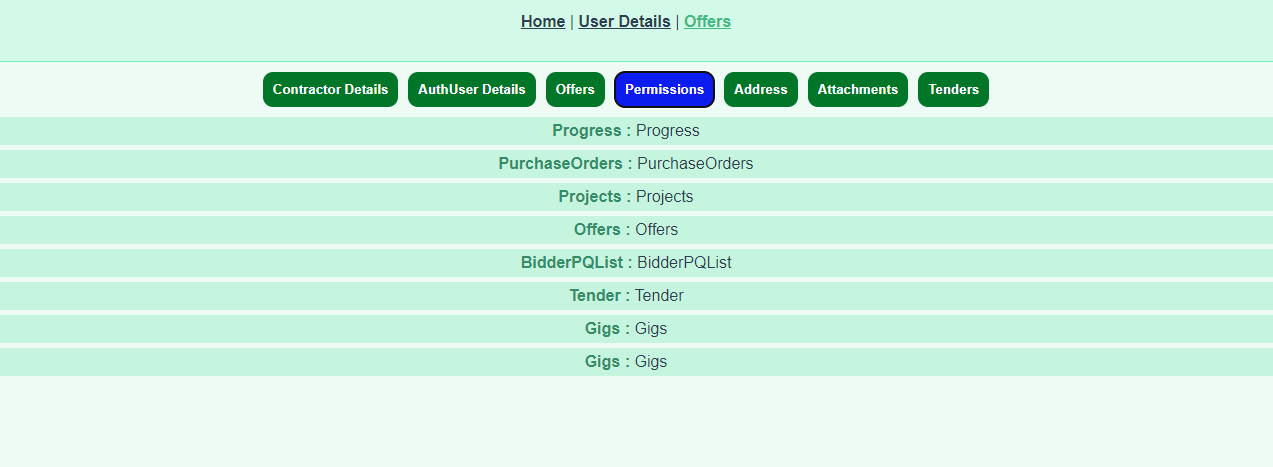 Home | User Details | Offers
Contractor Details AuthUser Details Offers Permissions Address Attachments Tenders
Progress : Progress
PurchaseOrders : PurchaseOrders
Projects : Projects
Offers : Offers
BidderPQList : BidderPQList
Tender : Tender
Gigs : Gigs
Gigs : Gigs